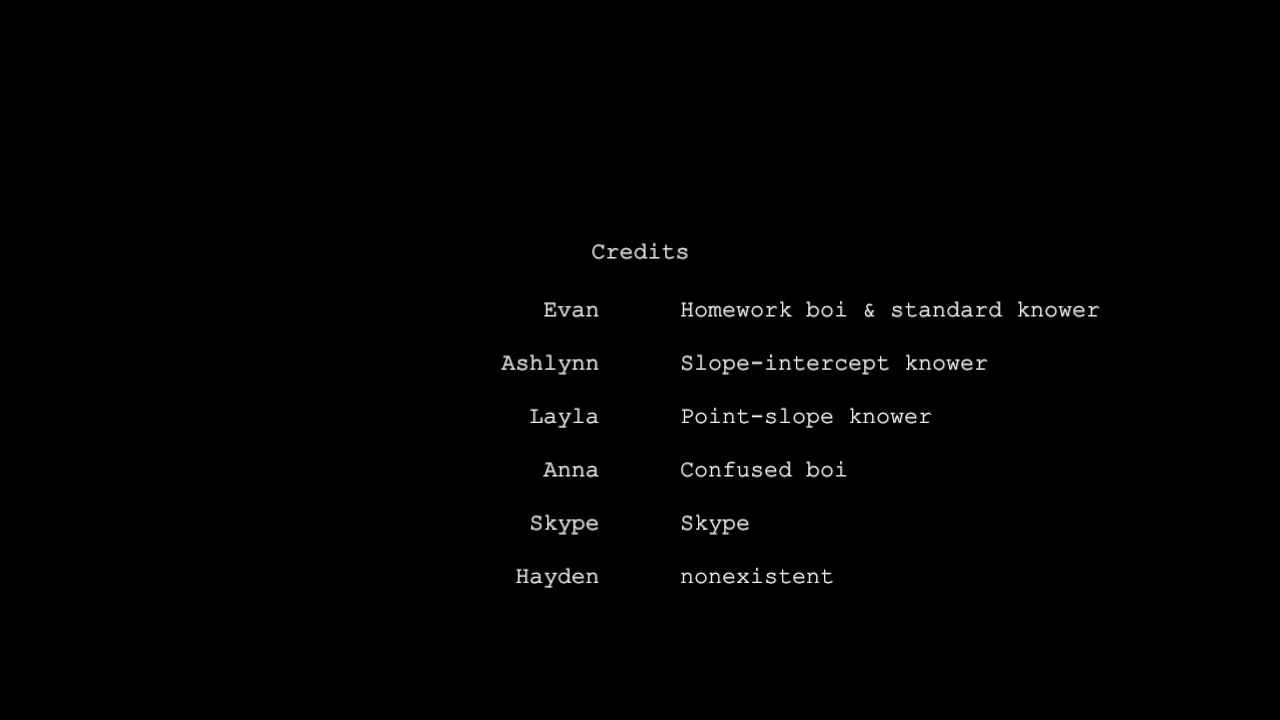 Credits
Evan Homework boi & standard knower
Ashlynn Slope-intercept knower
Layla Point-slope knower
Anna Confused boi
Skype Skype
Hayden nonexistent